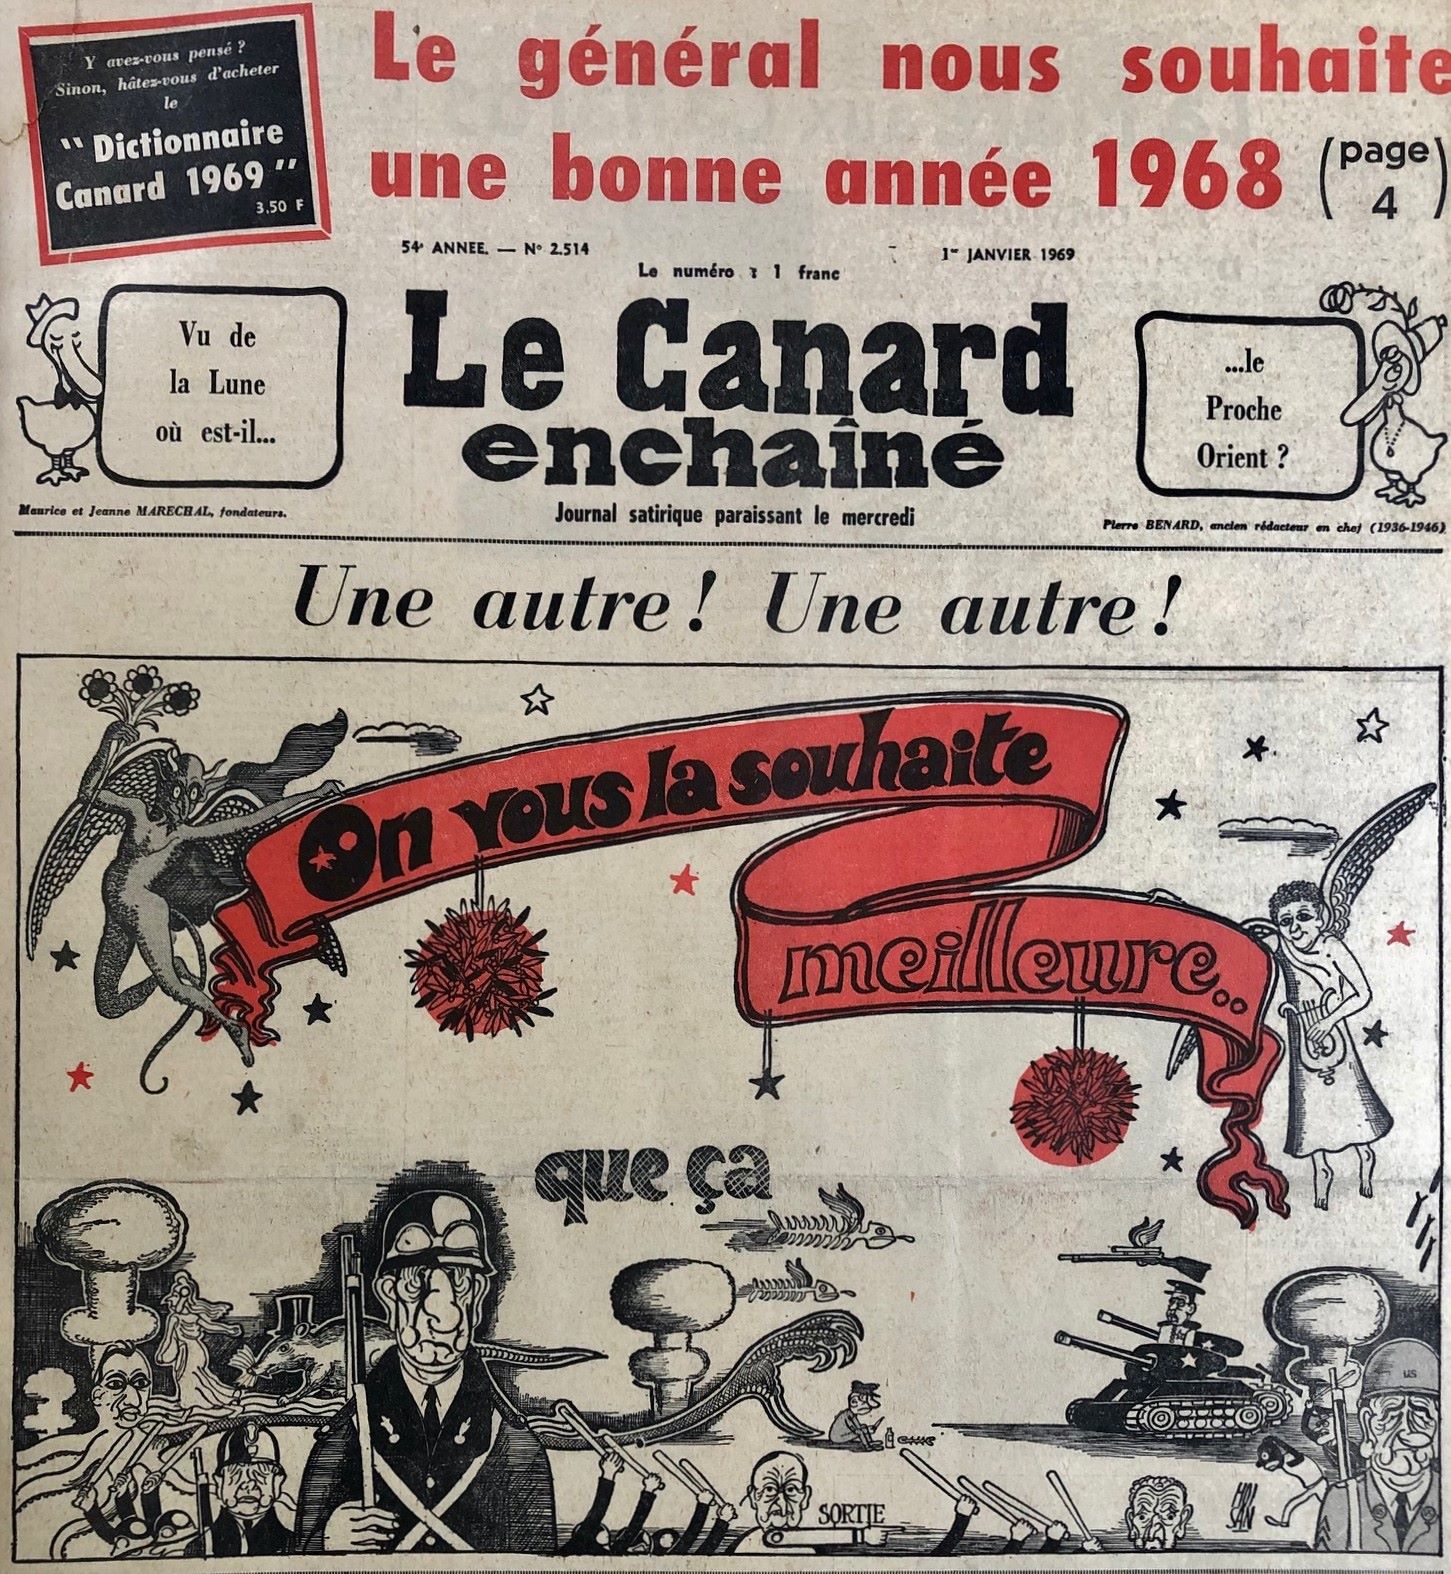 Y avez-vous pensé ?
Sinon, hâtez-vous d'acheter
le
“ Dictionnaire
Canard 1969 ”
3,50 F
Le général nous souhaite
une bonne année 1968 (page 4)
54e ANNEE. — N° 2.514
1er JANVIER 1969
Le numéro : 1 franc
Vu de
la Lune
où est-il...
Le Canard
enchaîné
...le
Proche
Orient ?
Maurice et Jeanne MARECHAL, fondateurs.
Journal satirique paraissant le mercredi
Pierre BENARD, ancien rédacteur en chef (1936-1946)
Une autre ! Une autre !
On vous la souhaite
meilleure...
que ça
US
SORTIE